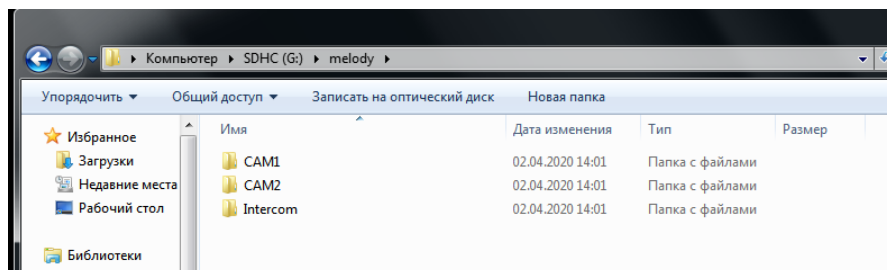 Компьютер ▸ SDHC (G:) ▸ melody ▸
Упорядочить Общий доступ Записать на оптический диск Новая папка
Избранное
Загрузки
Недавние места
Рабочий стол
Библиотеки
Имя Дата изменения Тип Размер
CAM1 02.04.2020 14:01 Папка с файлами
CAM2 02.04.2020 14:01 Папка с файлами
Intercom 02.04.2020 14:01 Папка с файлами